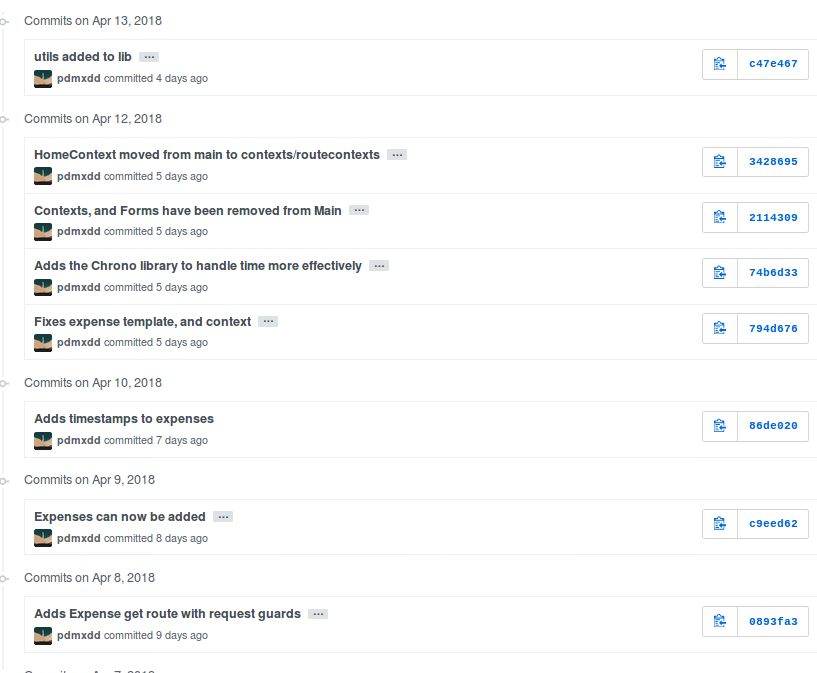 Commits on Apr 13, 2018
utils added to lib ...
pdmxdd committed 4 days ago
c47e467
Commits on Apr 12, 2018
HomeContext moved from main to contexts/routecontexts ...
pdmxdd committed 5 days ago
3428695
Contexts, and Forms have been removed from Main ...
pdmxdd committed 5 days ago
2114309
Adds the Chrono library to handle time more effectively ...
pdmxdd committed 5 days ago
74b6d33
Fixes expense template, and context ...
pdmxdd committed 5 days ago
794d676
Commits on Apr 10, 2018
Adds timestamps to expenses
pdmxdd committed 7 days ago
86de020
Commits on Apr 9, 2018
Expenses can now be added ...
pdmxdd committed 8 days ago
c9eed62
Commits on Apr 8, 2018
Adds Expense get route with request guards ...
pdmxdd committed 9 days ago
0893fa3